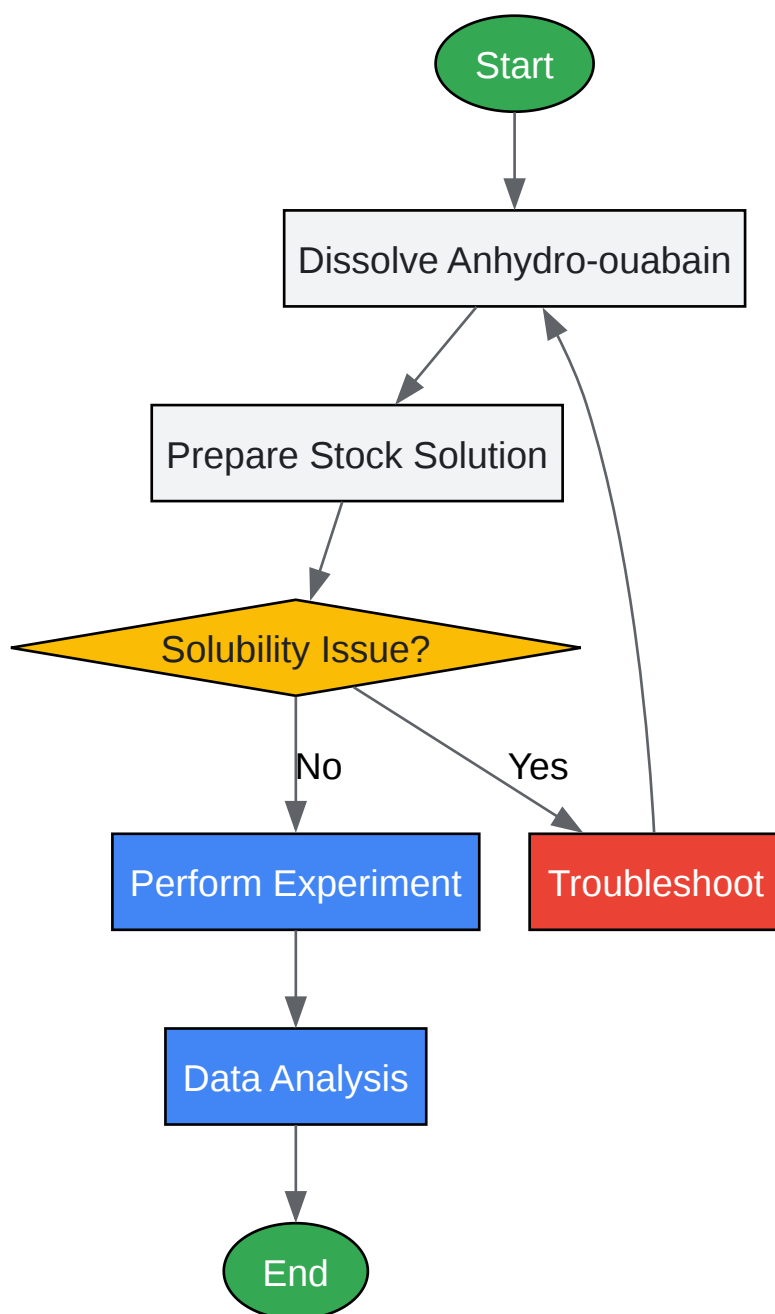 Start
Dissolve Anhydro-ouabain
Prepare Stock Solution
Solubility Issue?
No
Yes
Perform Experiment
Troubleshoot
Data Analysis
End